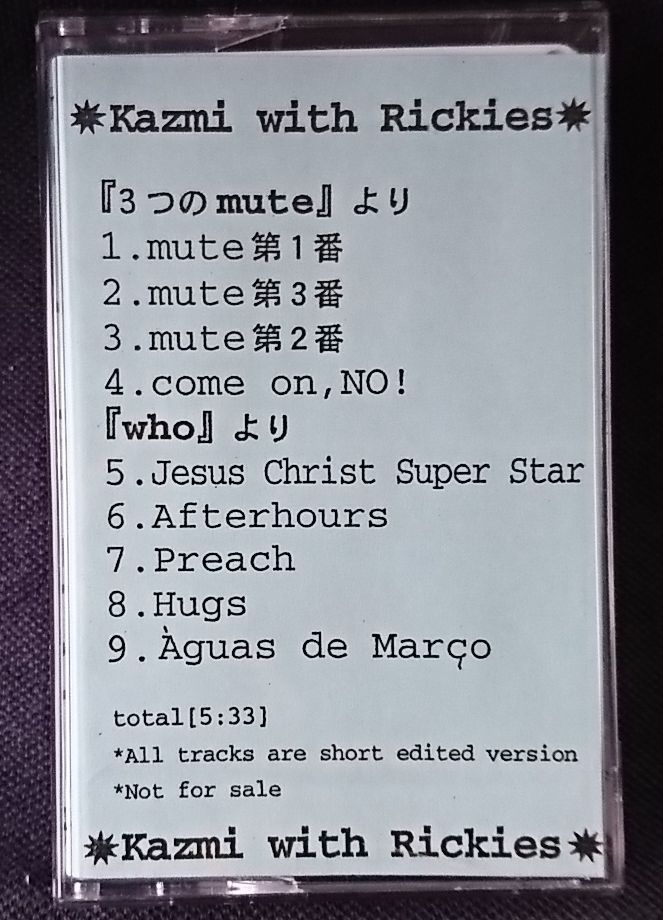 ✷Kazmi with Rickies✷
『3つのmute』より
1.mute第1番
2.mute第3番
3.mute第2番
4.come on,NO!
『who』より
5.Jesus Christ Super Star
6.Afterhours
7.Preach
8.Hugs
9.Àguas de Março
total[5:33]
*All tracks are short edited version
*Not for sale
✷Kazmi with Rickies✷